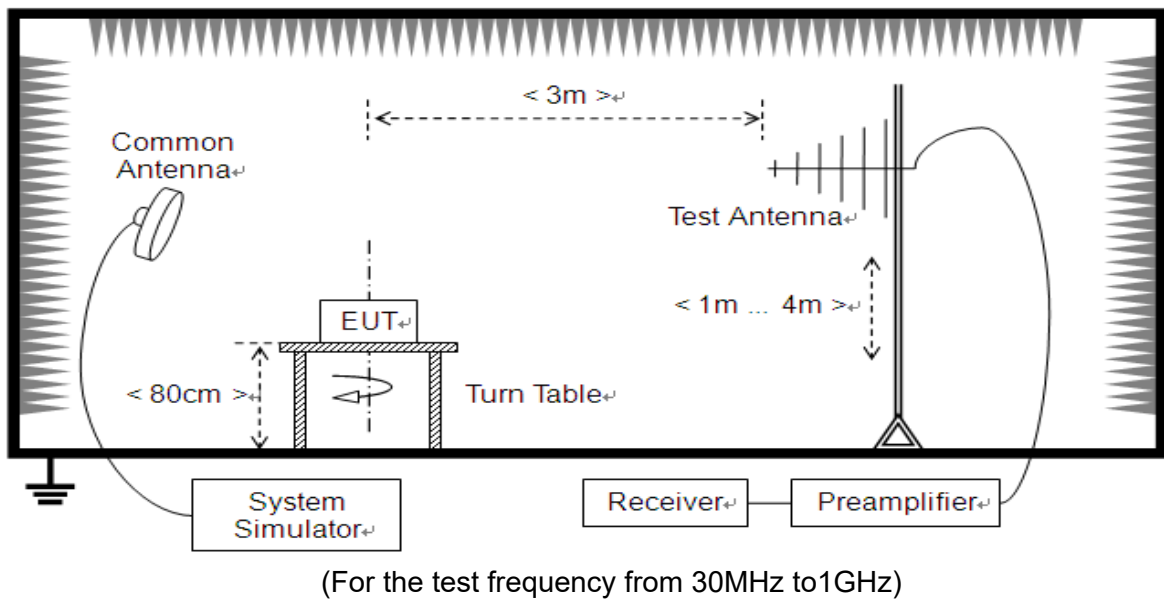 < 3m >↵
Common
Antenna↵
Test Antenna↵
< 1m ... 4m >↵
EUT↵
< 80cm >↵
Turn Table↵
System
Simulator↵
Receiver↵
Preamplifier↵
(For the test frequency from 30MHz to1GHz)